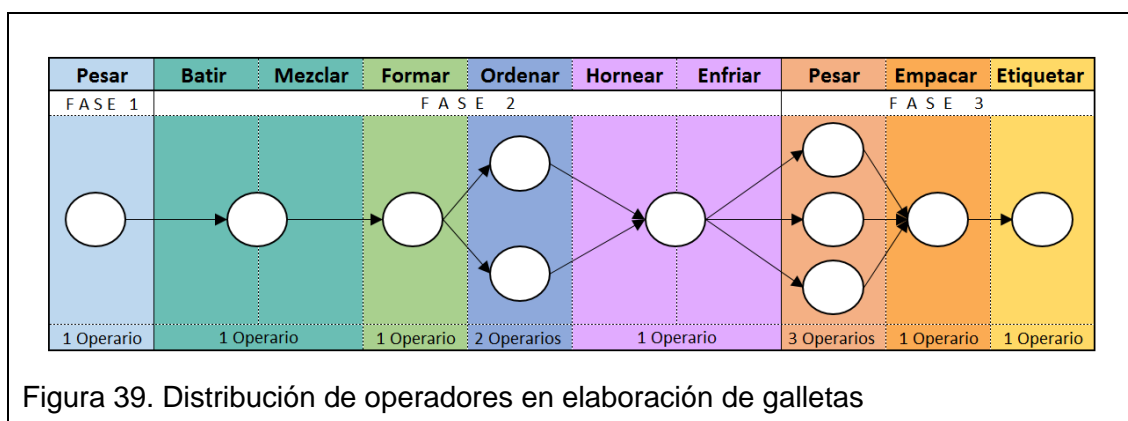 Pesar Batir Mezclar Formar Ordenar Hornear Enfriar Pesar Empacar Etiquetar
FASE 1 FASE 2 FASE 3
1 Operario 1 Operario 1 Operario 2 Operarios 1 Operario 3 Operarios 1 Operario 1 Operario
Figura 39. Distribución de operadores en elaboración de galletas